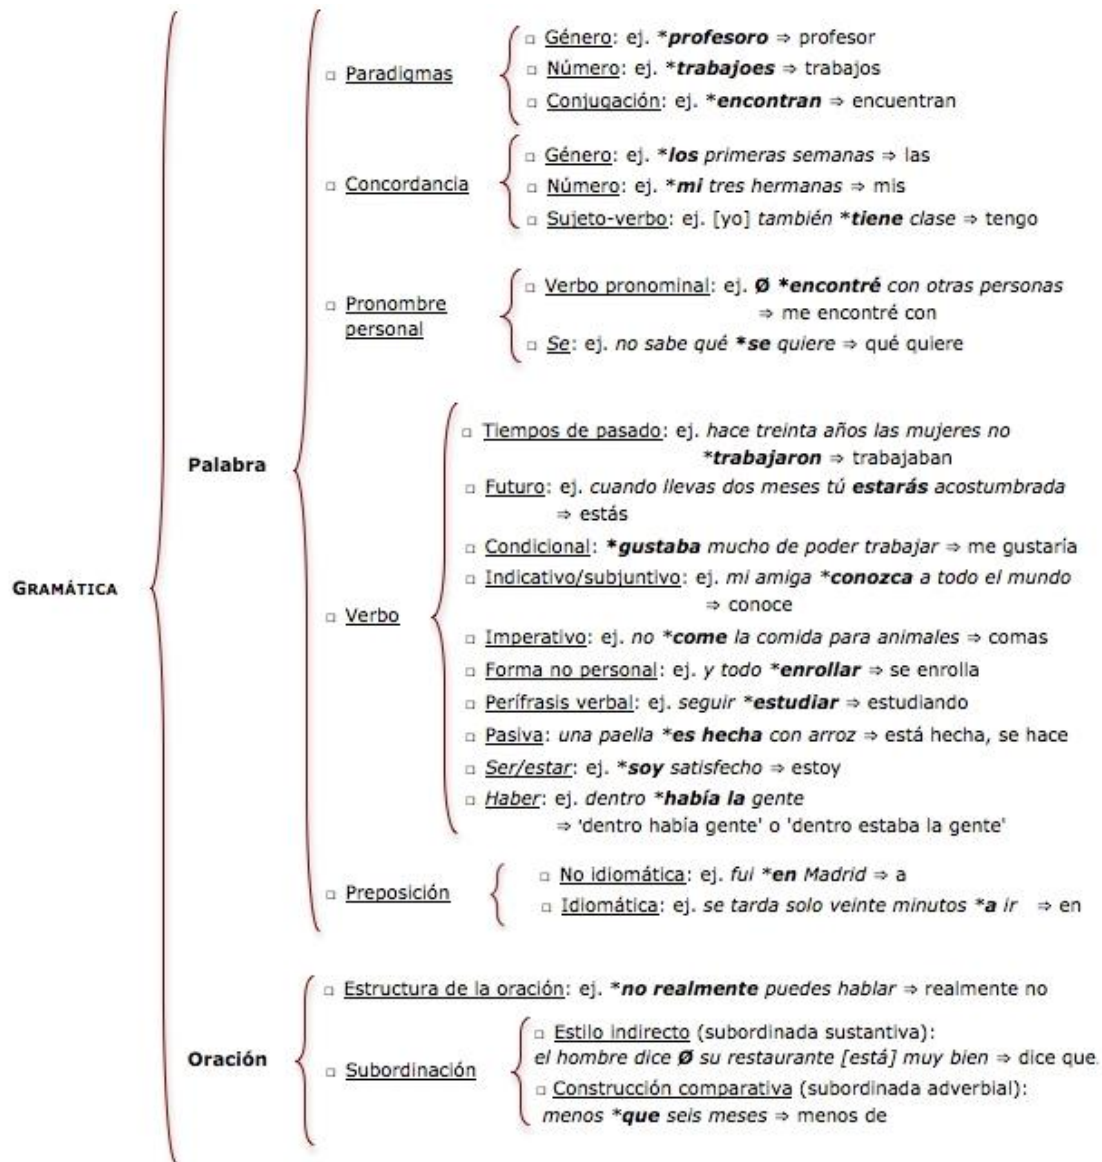 □ Género: ej. *profesoro ⇒ profesor
□ Paradigmas
□ Número: ej. *trabajoes ⇒ trabajos
□ Conjugación: ej. *encontran ⇒ encuentran
□ Género: ej. *los primeras semanas ⇒ las
□ Concordancia
□ Número: ej. *mi tres hermanas ⇒ mis
□ Sujeto-verbo: ej. [yo] también *tiene clase ⇒ tengo
□ Pronombre
personal
□ Verbo pronominal: ej. Ø *encontré con otras personas
⇒ me encontré con
□ Se: ej. no sabe qué *se quiere ⇒ qué quiere
Palabra
□ Tiempos de pasado: ej. hace treinta años las mujeres no
*trabajaron ⇒ trabajaban
□ Futuro: ej. cuando llevas dos meses tú estarás acostumbrada
⇒ estás
□ Condicional: *gustaba mucho de poder trabajar ⇒ me gustaría
GRAMÁTICA
□ Verbo
□ Indicativo/subjuntivo: ej. mi amiga *conozca a todo el mundo
⇒ conoce
□ Imperativo: ej. no *come la comida para animales ⇒ comas
□ Forma no personal: ej. y todo *enrollar ⇒ se enrolla
□ Perífrasis verbal: ej. seguir *estudiar ⇒ estudiando
□ Pasiva: una paella *es hecha con arroz ⇒ está hecha, se hace
□ Ser/estar: ej. *soy satisfecho ⇒ estoy
□ Haber: ej. dentro *había la gente
⇒ 'dentro había gente' o 'dentro estaba la gente'
□ Preposición
□ No idiomática: ej. fui *en Madrid ⇒ a
□ Idiomática: ej. se tarda solo veinte minutos *a ir ⇒ en
Oración
□ Estructura de la oración: ej. *no realmente puedes hablar ⇒ realmente no
□ Subordinación
□ Estilo indirecto (subordinada sustantiva):
el hombre dice Ø su restaurante [está] muy bien ⇒ dice que
□ Construcción comparativa (subordinada adverbial):
menos *que seis meses ⇒ menos de